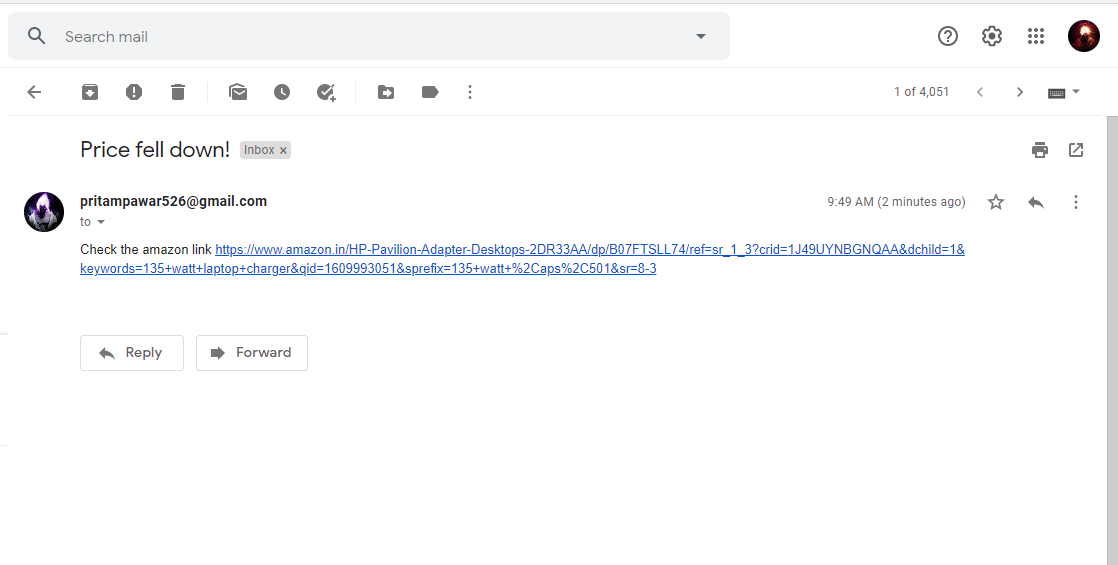 Search mail
1 of 4,051
Price fell down! Inbox ×
pritampawar526@gmail.com 9:49 AM (2 minutes ago)
to
Check the amazon link https://www.amazon.in/HP-Pavilion-Adapter-Desktops-2DR33AA/dp/B07FTSLL74/ref=sr_1_3?crid=1J49UYNBGNQAA&dchild=1&
keywords=135+watt+laptop+charger&qid=1609993051&sprefix=135+watt+%2Caps%2C501&sr=8-3
Reply Forward